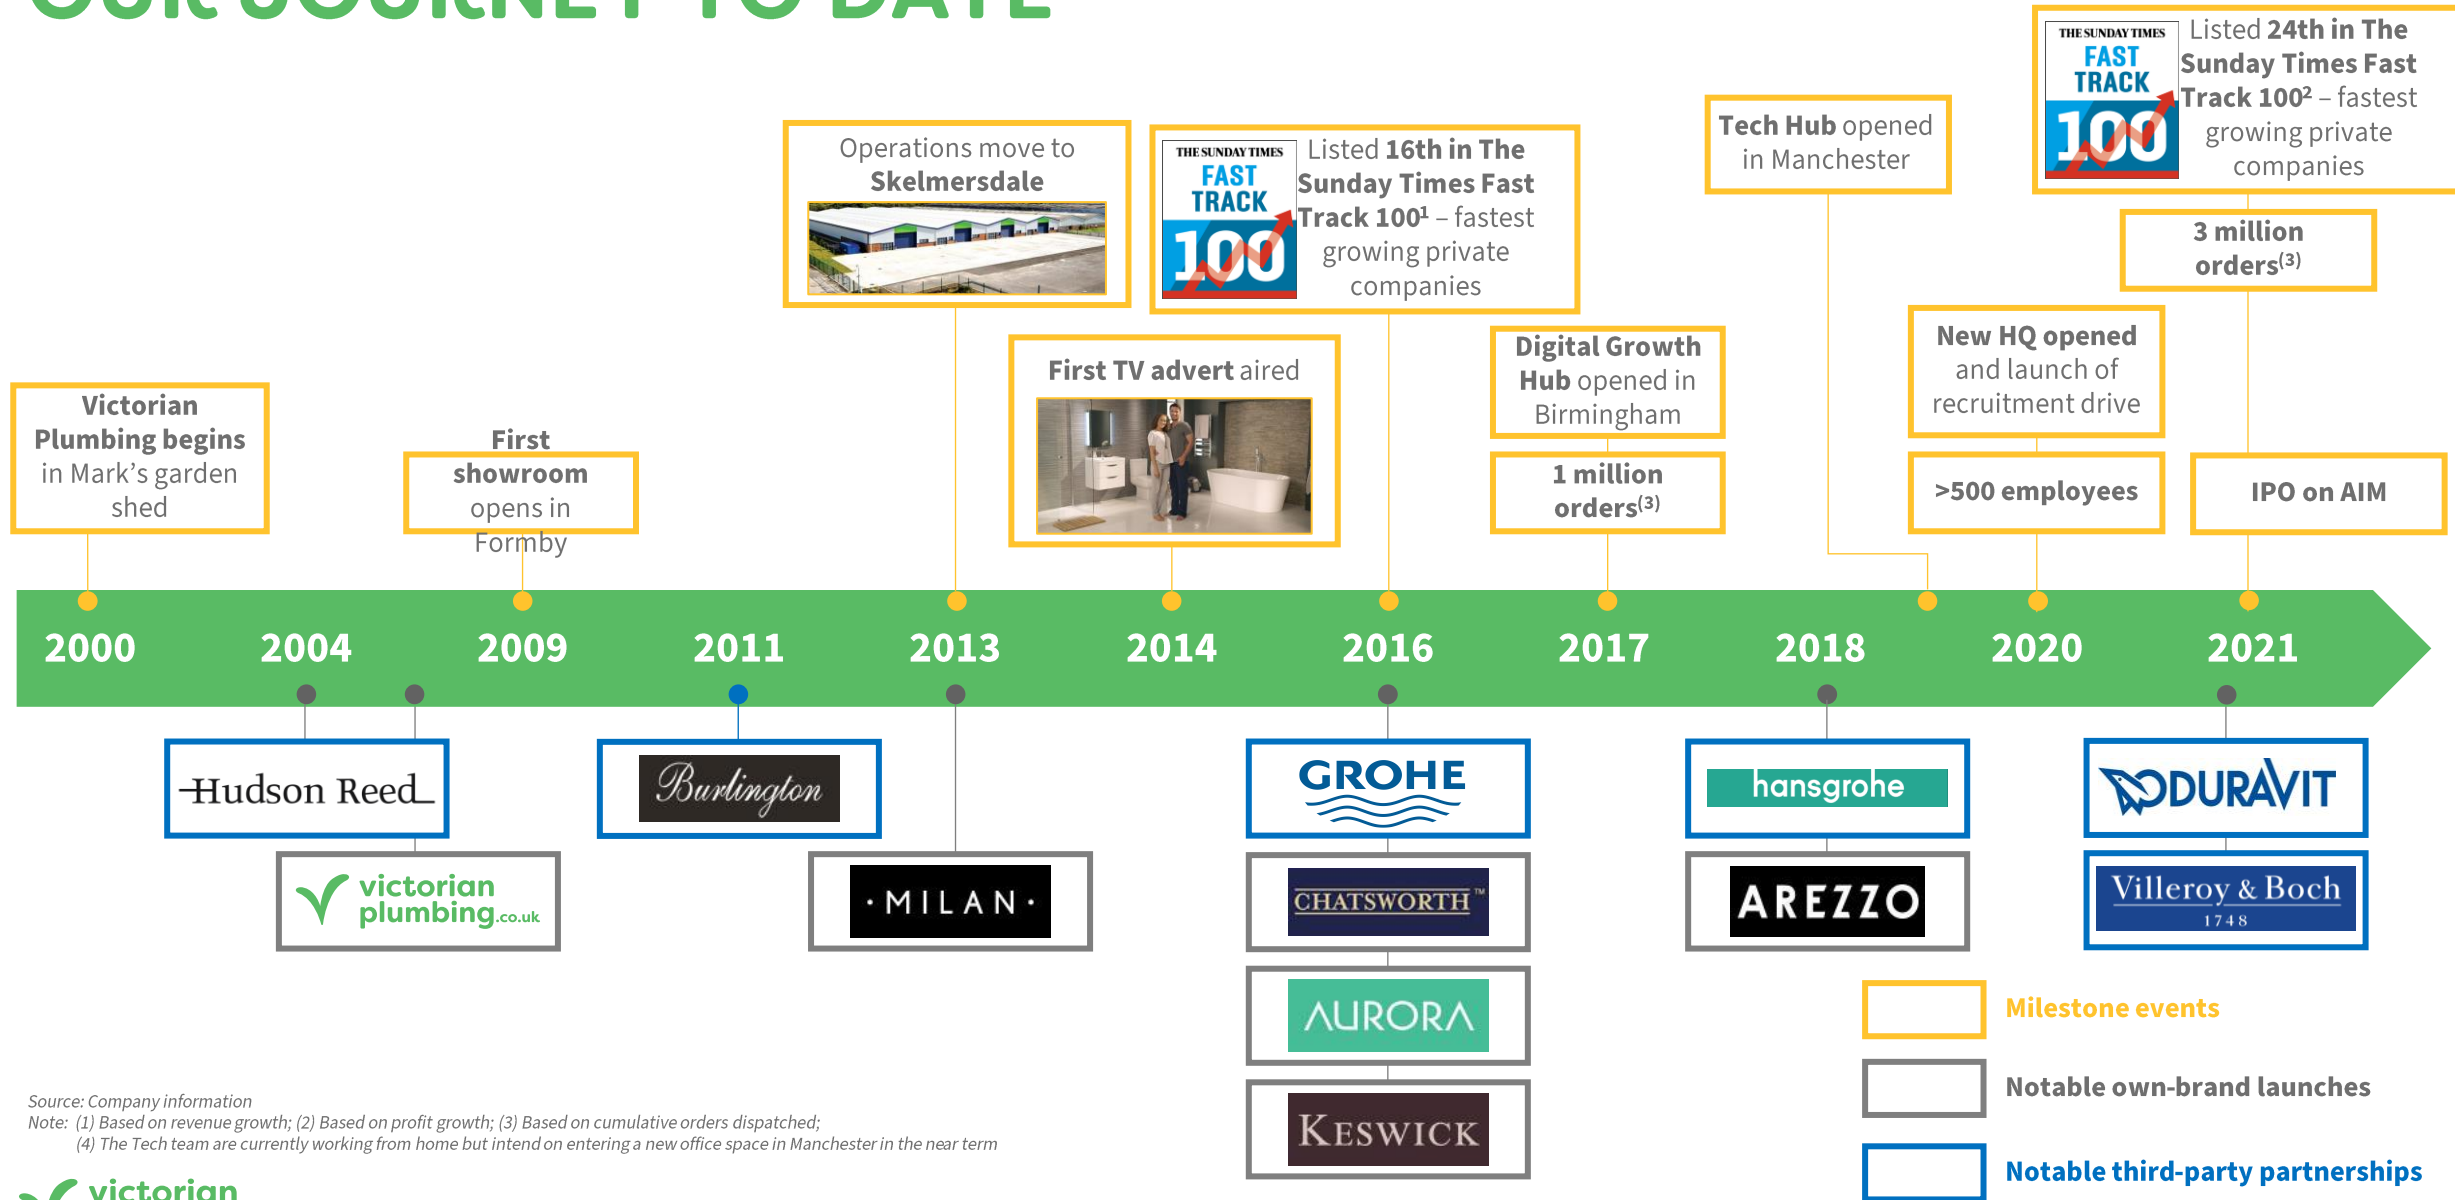 OUR JOURNEY TO DATE
THE SUNDAY TIMES
FAST
TRACK
100
Listed 24th in The
Sunday Times Fast
Track 100² – fastest
growing private
companies
Tech Hub opened
in Manchester
Operations move to
Skelmersdale
THE SUNDAY TIMES
FAST
TRACK
100
Listed 16th in The
Sunday Times Fast
Track 100¹ – fastest
growing private
companies
3 million
orders(3)
First TV advert aired
Digital Growth
Hub opened in
Birmingham
New HQ opened
and launch of
recruitment drive
Victorian
Plumbing begins
in Mark’s garden
shed
First
showroom
opens in
Formby
1 million
orders(3)
>500 employees
IPO on AIM
2000 2004 2009 2011 2013 2014 2016 2017 2018 2020 2021
Hudson Reed
Burlington
GROHE
hansgrohe
DURAVIT
victorian
plumbing.co.uk
·MILAN·
CHATSWORTH™
AREZZO
Villeroy & Boch
1748
AURORA
KESWICK
Milestone events
Notable own-brand launches
Notable third-party partnerships
Source: Company information
Note: (1) Based on revenue growth; (2) Based on profit growth; (3) Based on cumulative orders dispatched;
(4) The Tech team are currently working from home but intend on entering a new office space in Manchester in the near term
victorian